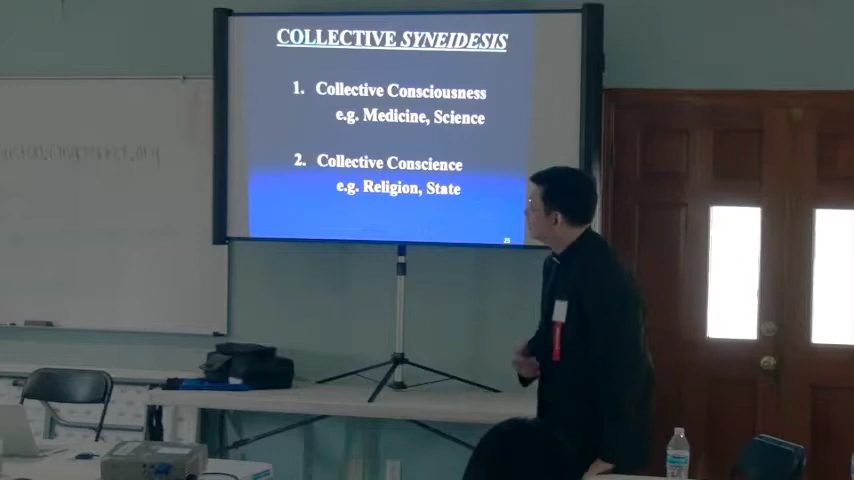 COLLECTIVE SYNEIDESIS
1. Collective Consciousness
e.g. Medicine, Science
2. Collective Conscience
e.g. Religion, State
25